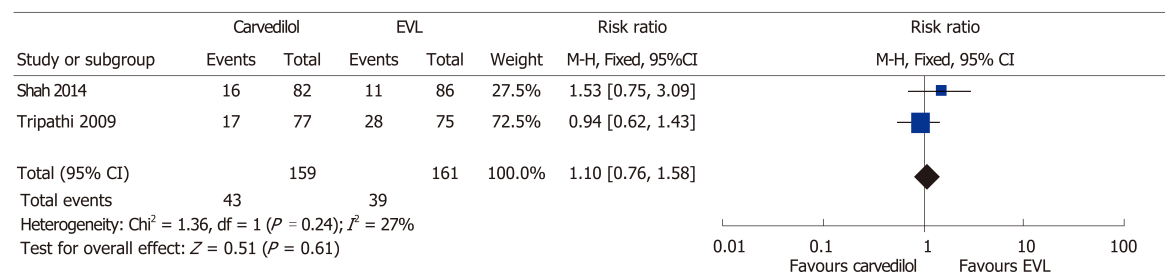 Carvedilol EVL Risk ratio Risk ratio
Study or subgroup Events Total Events Total Weight M-H, Fixed, 95%CI M-H, Fixed, 95% CI
Shah 2014 16 82 11 86 27.5% 1.53 [0.75, 3.09]
Tripathi 2009 17 77 28 75 72.5% 0.94 [0.62, 1.43]
Total (95% CI) 159 161 100.0% 1.10 [0.76, 1.58]
Total events 43 39
Heterogeneity: Chi² = 1.36, df = 1 (P = 0.24); I² = 27%
Test for overall effect: Z = 0.51 (P = 0.61)
0.01 0.1 1 10 100
Favours carvedilol Favours EVL